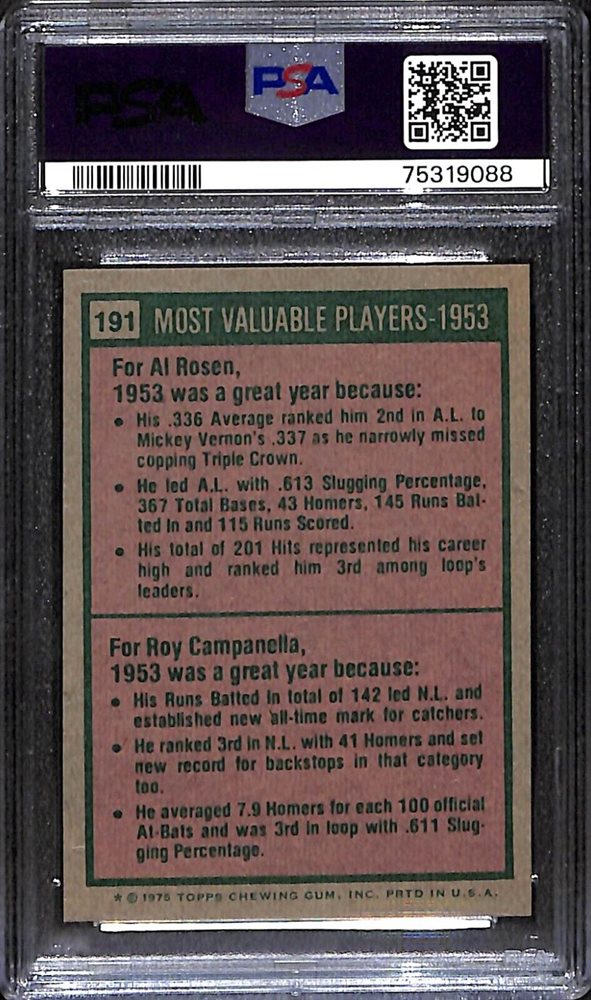 PSA
PSA
75319088
191 MOST VALUABLE PLAYERS-1953
For Al Rosen,
1953 was a great year because:
• His .336 Average ranked him 2nd in A.L. to
Mickey Vernon's .337 as he narrowly missed
copping Triple Crown.
• He led A.L. with .613 Slugging Percentage,
367 Total Bases, 43 Homers, 145 Runs Bat-
ted In and 115 Runs Scored.
• His total of 201 Hits represented his career
high and ranked him 3rd among loop's
leaders.
For Roy Campanella,
1953 was a great year because:
• His Runs Batted In total of 142 led N.L. and
established new all-time mark for catchers.
• He ranked 3rd in N.L. with 41 Homers and set
new record for backstops in that category
too.
• He averaged 7.9 Homers for each 100 official
At-Bats and was 3rd in loop with .611 Slug-
ging Percentage.
* © 1975 TOPPS CHEWING GUM, INC. PRTD IN U.S.A.